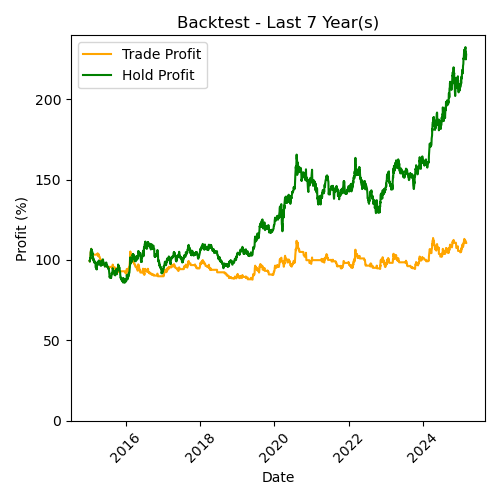 Backtest - Last 7 Year(s)
Trade Profit
Hold Profit
Profit (%)
200
150
100
50
0
2016
2018
2020
2022
2024
Date